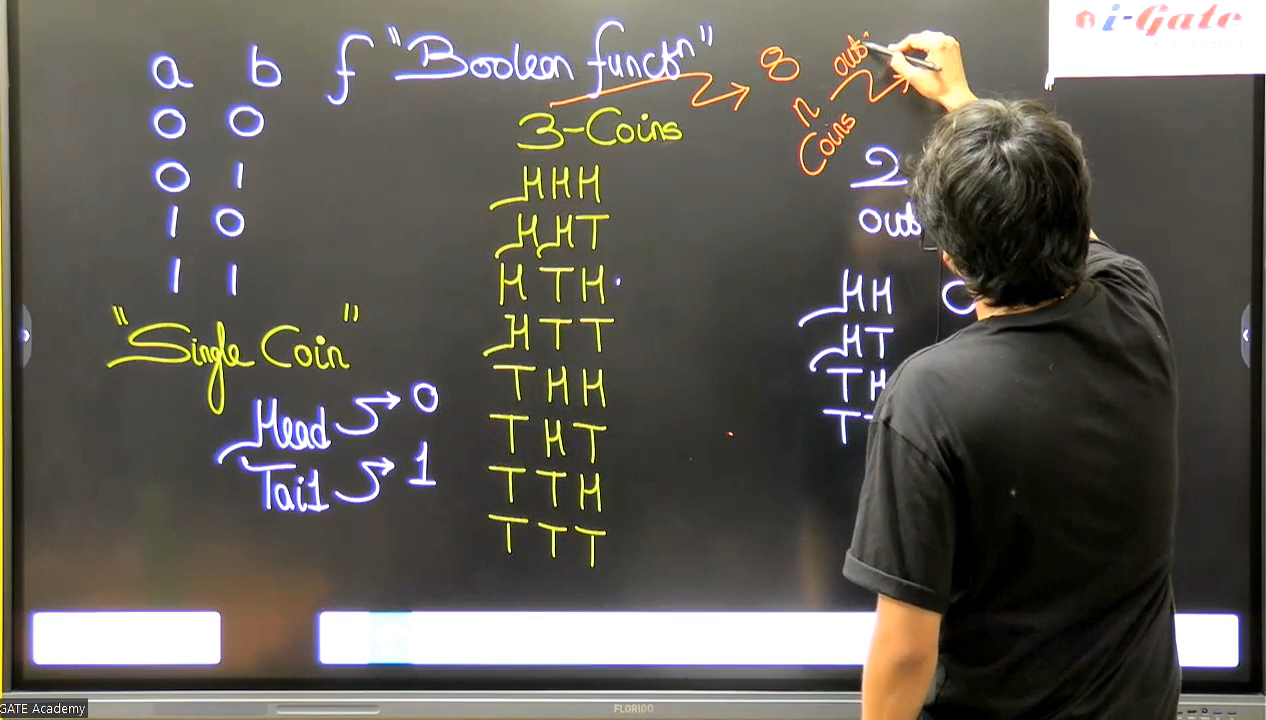 i-Gate
a b f "Boolean functn" 8
n Coins out
0 0
0 1
1 0
1 1
"Single Coin"
Head 0
Tail 1
3-Coins
HHH
HHT
HTH
HTT
THH
THT
TTH
TTT
2
out
HH
HT
TH
T
GATE Academy
FLORIGO